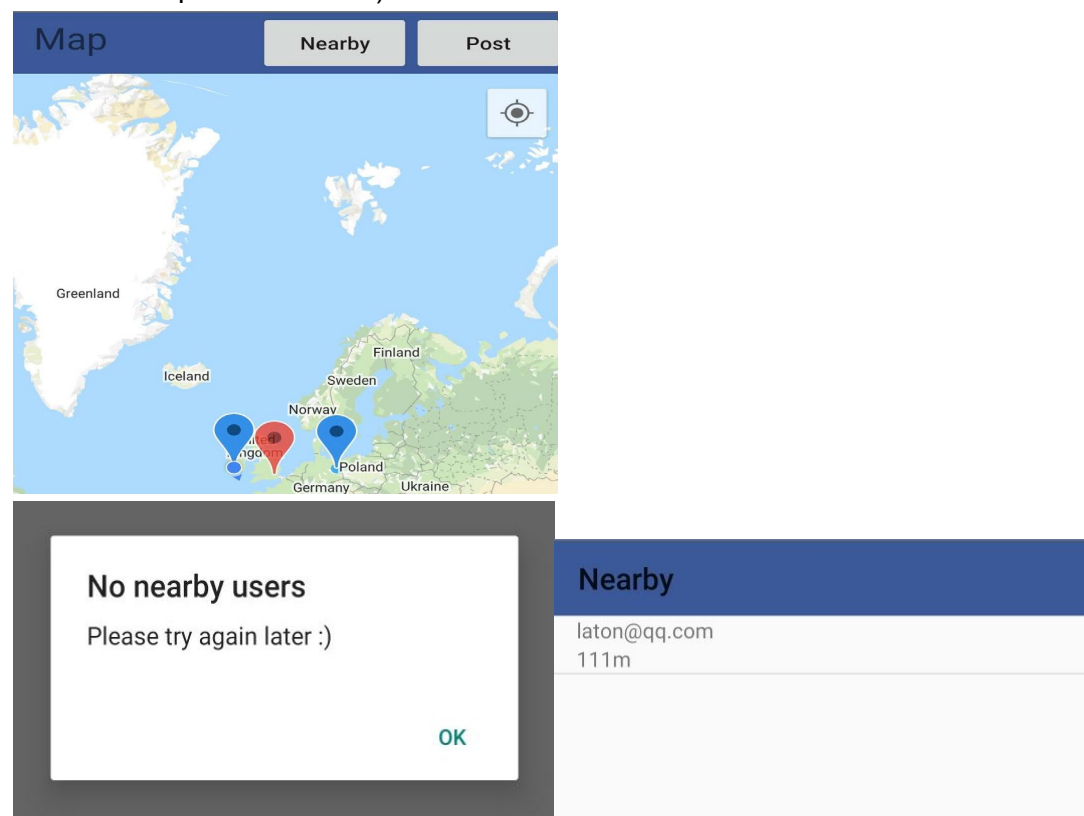 Map
Nearby
Post
Greenland
Iceland
Finland
Sweden
Norway
Poland
Germany
Ukraine
No nearby users
Please try again later :)
OK
Nearby
laton@qq.com
111m